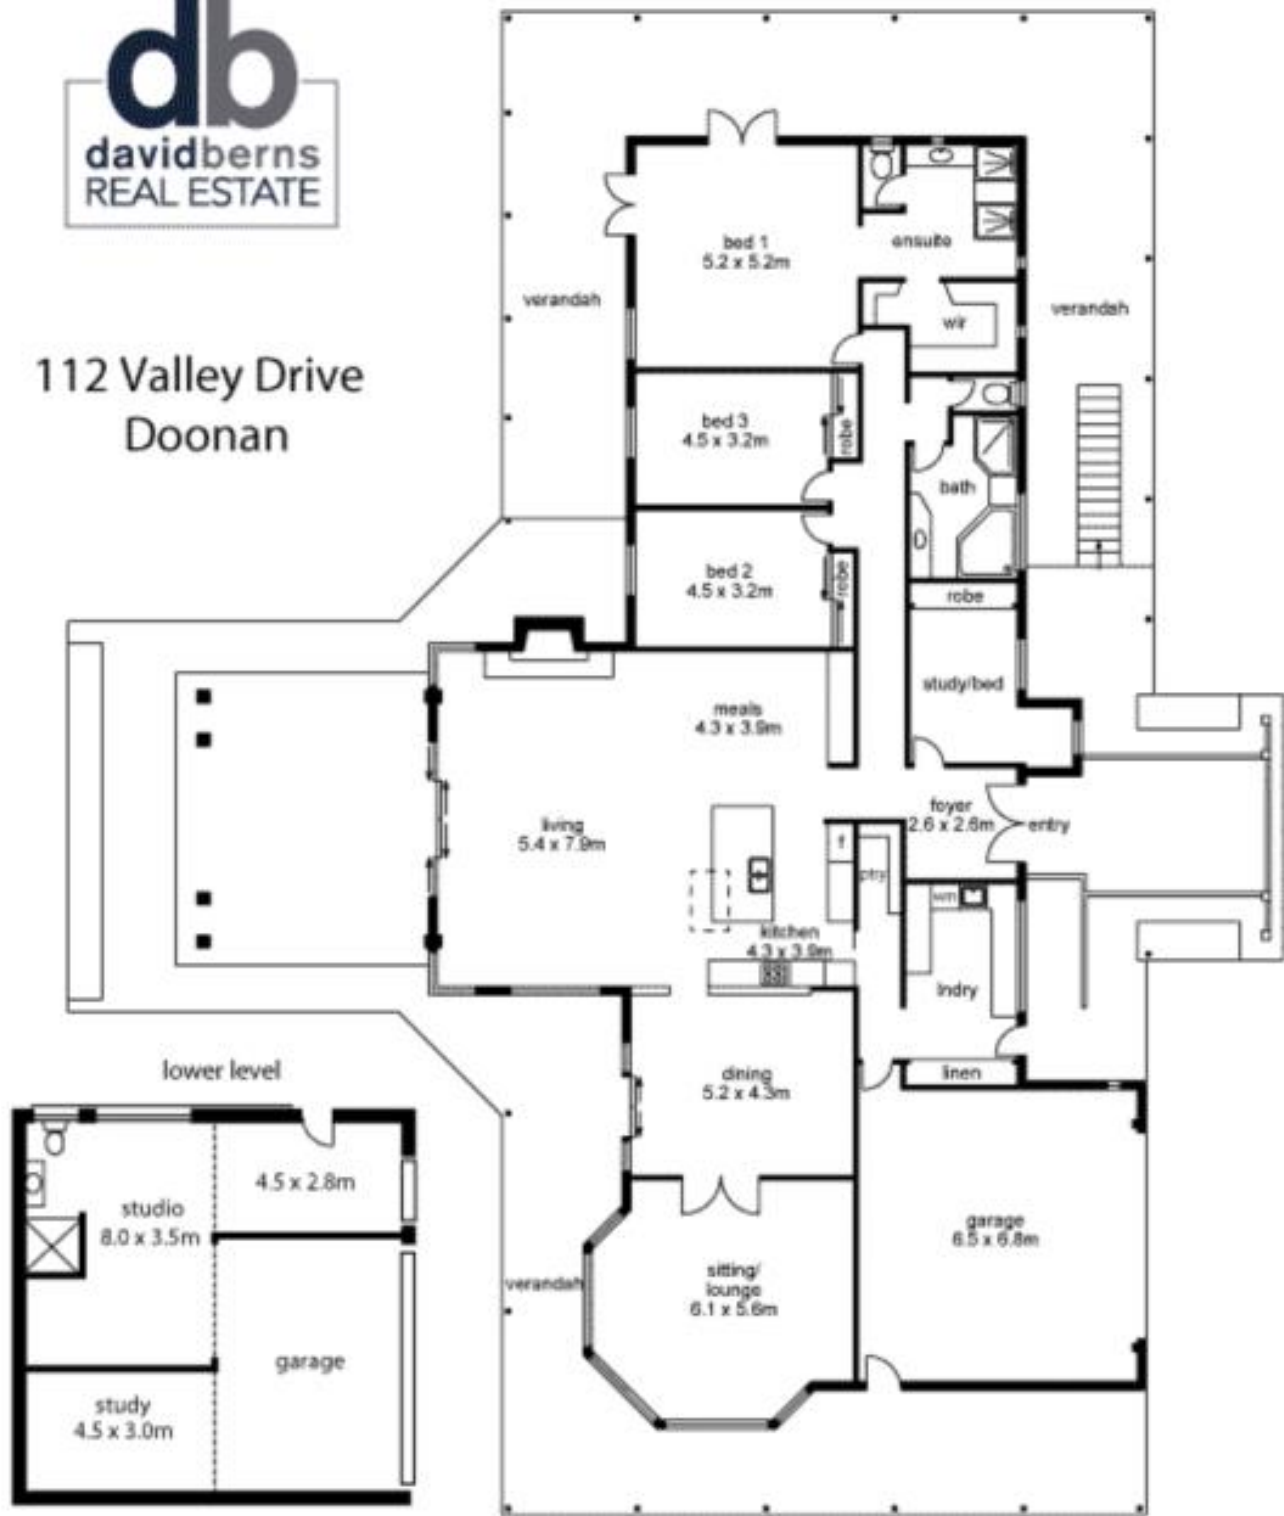 db
davidberns
REAL ESTATE
112 Valley Drive
Doonan
verandah
bed 1
5.2 x 5.2m
ensuite
wir
verandah
bed 3
4.5 x 3.2m
robe
bath
bed 2
4.5 x 3.2m
robe
robe
study/bed
meals
4.3 x 3.9m
living
5.4 x 7.9m
foyer
2.6 x 2.6m
entry
f
ptry
kitchen
4.3 x 3.9m
wm
lndry
linen
dining
5.2 x 4.3m
garage
6.5 x 6.8m
sitting/
lounge
6.1 x 5.6m
verandah
lower level
4.5 x 2.8m
studio
8.0 x 3.5m
garage
study
4.5 x 3.0m